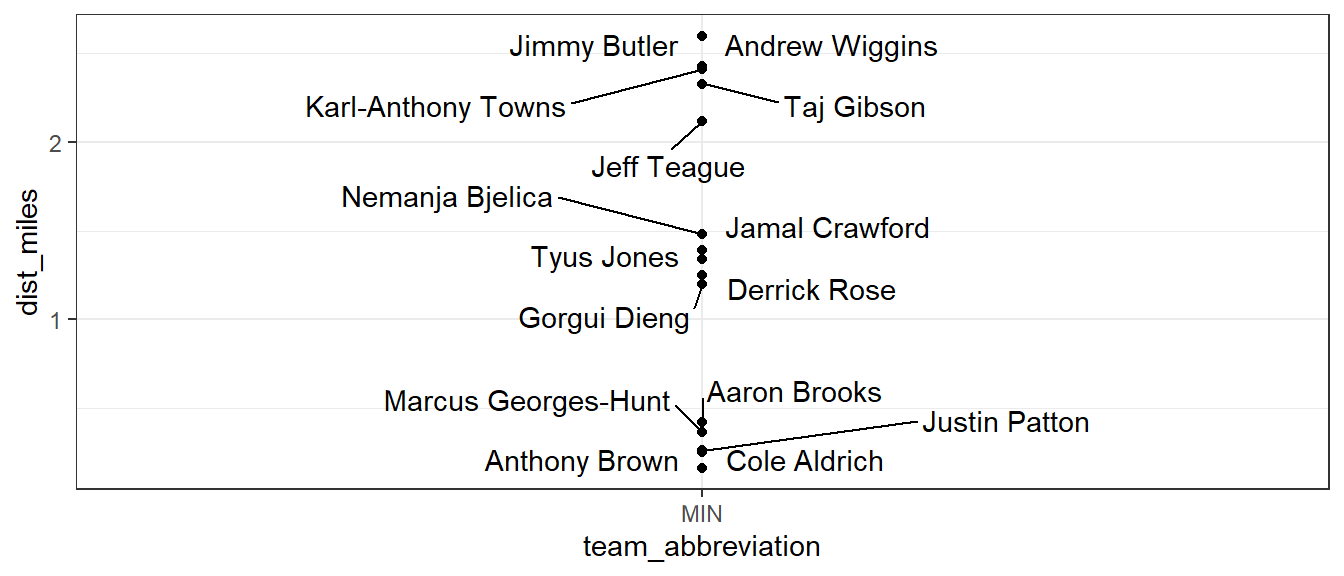 Jimmy Butler
Andrew Wiggins
Karl-Anthony Towns
Taj Gibson
2
Jeff Teague
Nemanja Bjelica
Jamal Crawford
dist_miles
Tyus Jones
Derrick Rose
Gorgui Dieng
1
Aaron Brooks
Marcus Georges-Hunt
Justin Patton
Anthony Brown
Cole Aldrich
MIN
team_abbreviation